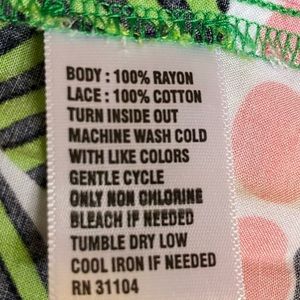 BODY : 100% RAYON
LACE : 100% COTTON
TURN INSIDE OUT
MACHINE WASH COLD
WITH LIKE COLORS
GENTLE CYCLE
ONLY NON CHLORINE
BLEACH IF NEEDED
TUMBLE DRY LOW
COOL IRON IF NEEDED
RN 31104